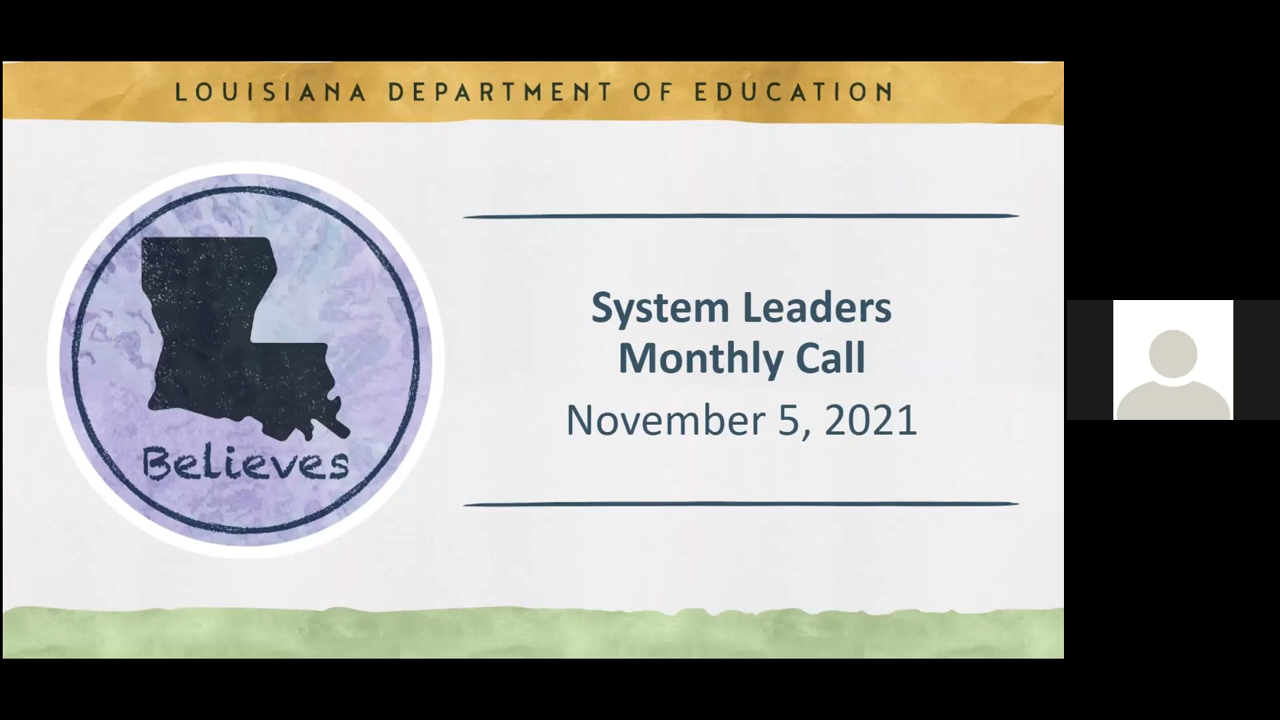 LOUISIANA DEPARTMENT OF EDUCATION
Believes
System Leaders
Monthly Call
November 5, 2021